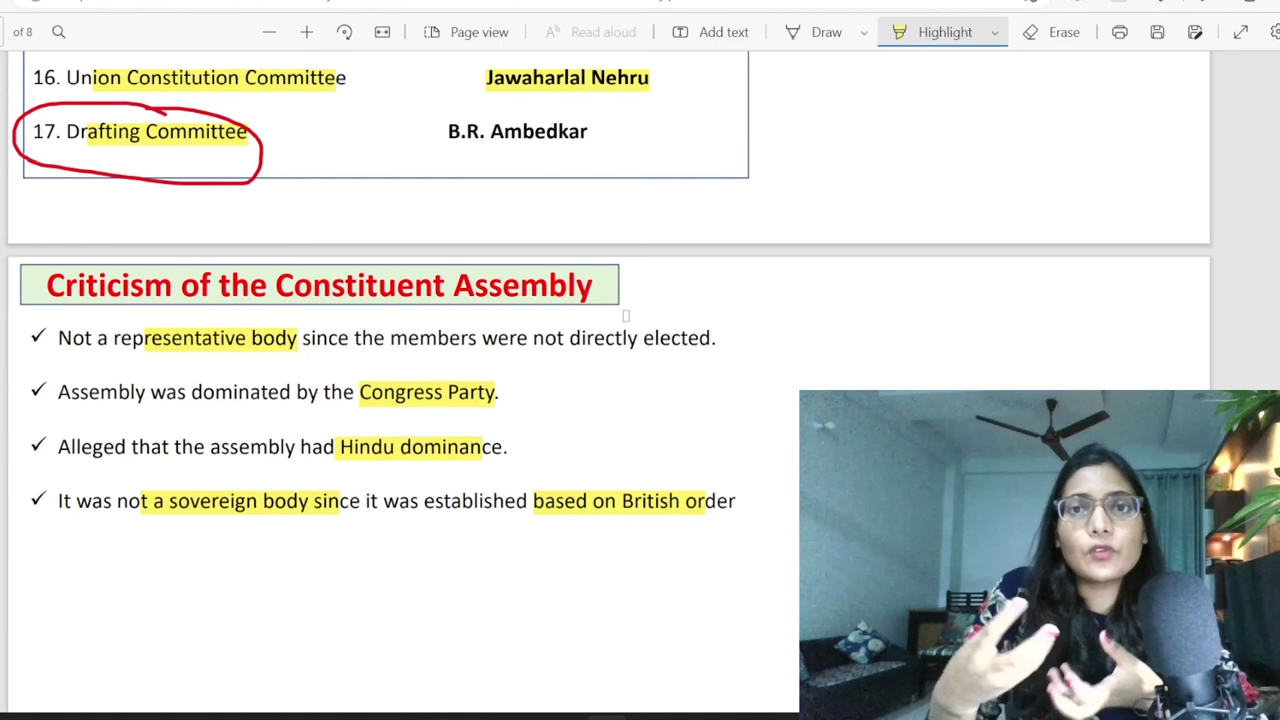 of 8
Page view
Read aloud
Add text
Draw
Highlight
Erase
16. Union Constitution Committee Jawaharlal Nehru
17. Drafting Committee B.R. Ambedkar
Criticism of the Constituent Assembly
Not a representative body since the members were not directly elected.
Assembly was dominated by the Congress Party.
Alleged that the assembly had Hindu dominance.
It was not a sovereign body since it was established based on British order